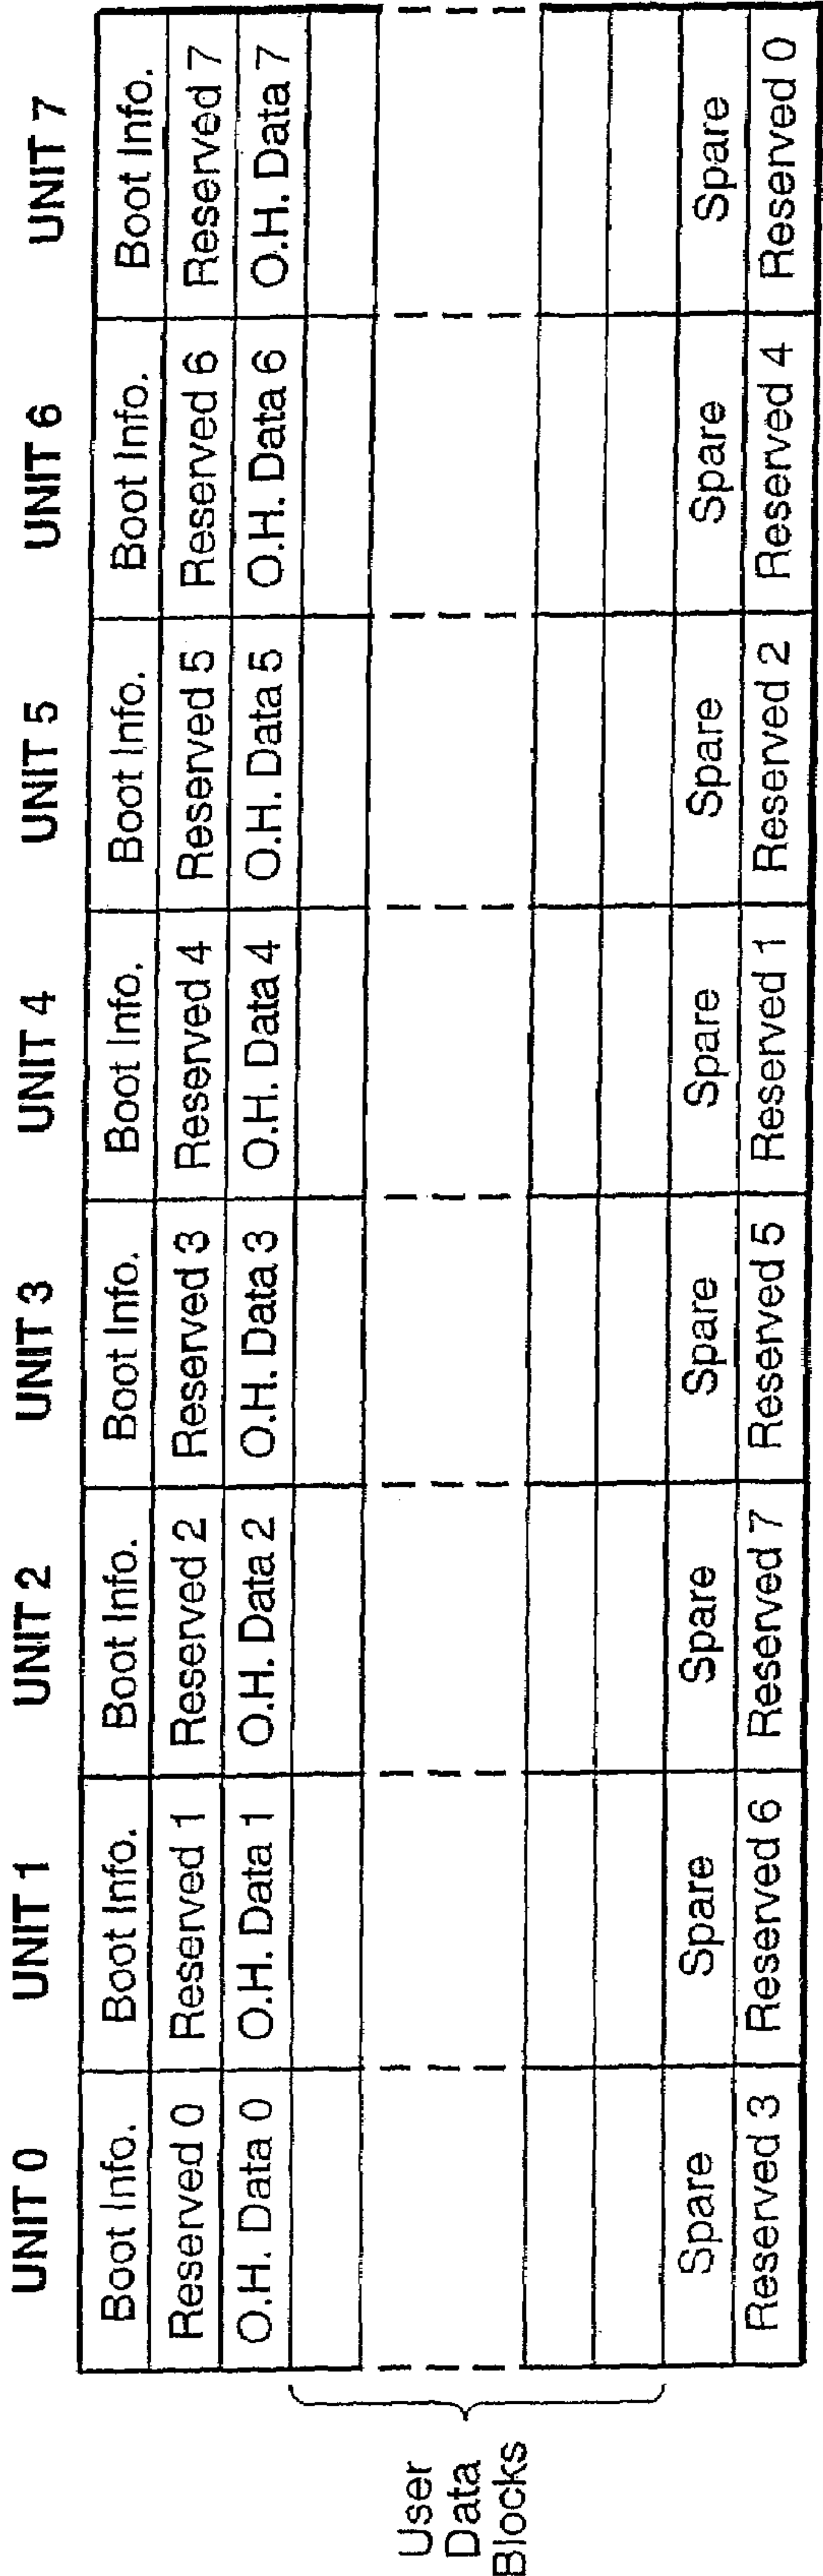 UNIT 0 UNIT 1 UNIT 2 UNIT 3 UNIT 4 UNIT 5 UNIT 6 UNIT 7
Boot Info. Boot Info. Boot Info. Boot Info. Boot Info. Boot Info. Boot Info. Boot Info.
Reserved 0 Reserved 1 Reserved 2 Reserved 3 Reserved 4 Reserved 5 Reserved 6 Reserved 7
O.H. Data 0 O.H. Data 1 O.H. Data 2 O.H. Data 3 O.H. Data 4 O.H. Data 5 O.H. Data 6 O.H. Data 7
User
Data
Blocks
Spare Spare Spare Spare Spare Spare Spare Spare
Reserved 3 Reserved 6 Reserved 7 Reserved 5 Reserved 1 Reserved 2 Reserved 4 Reserved 0